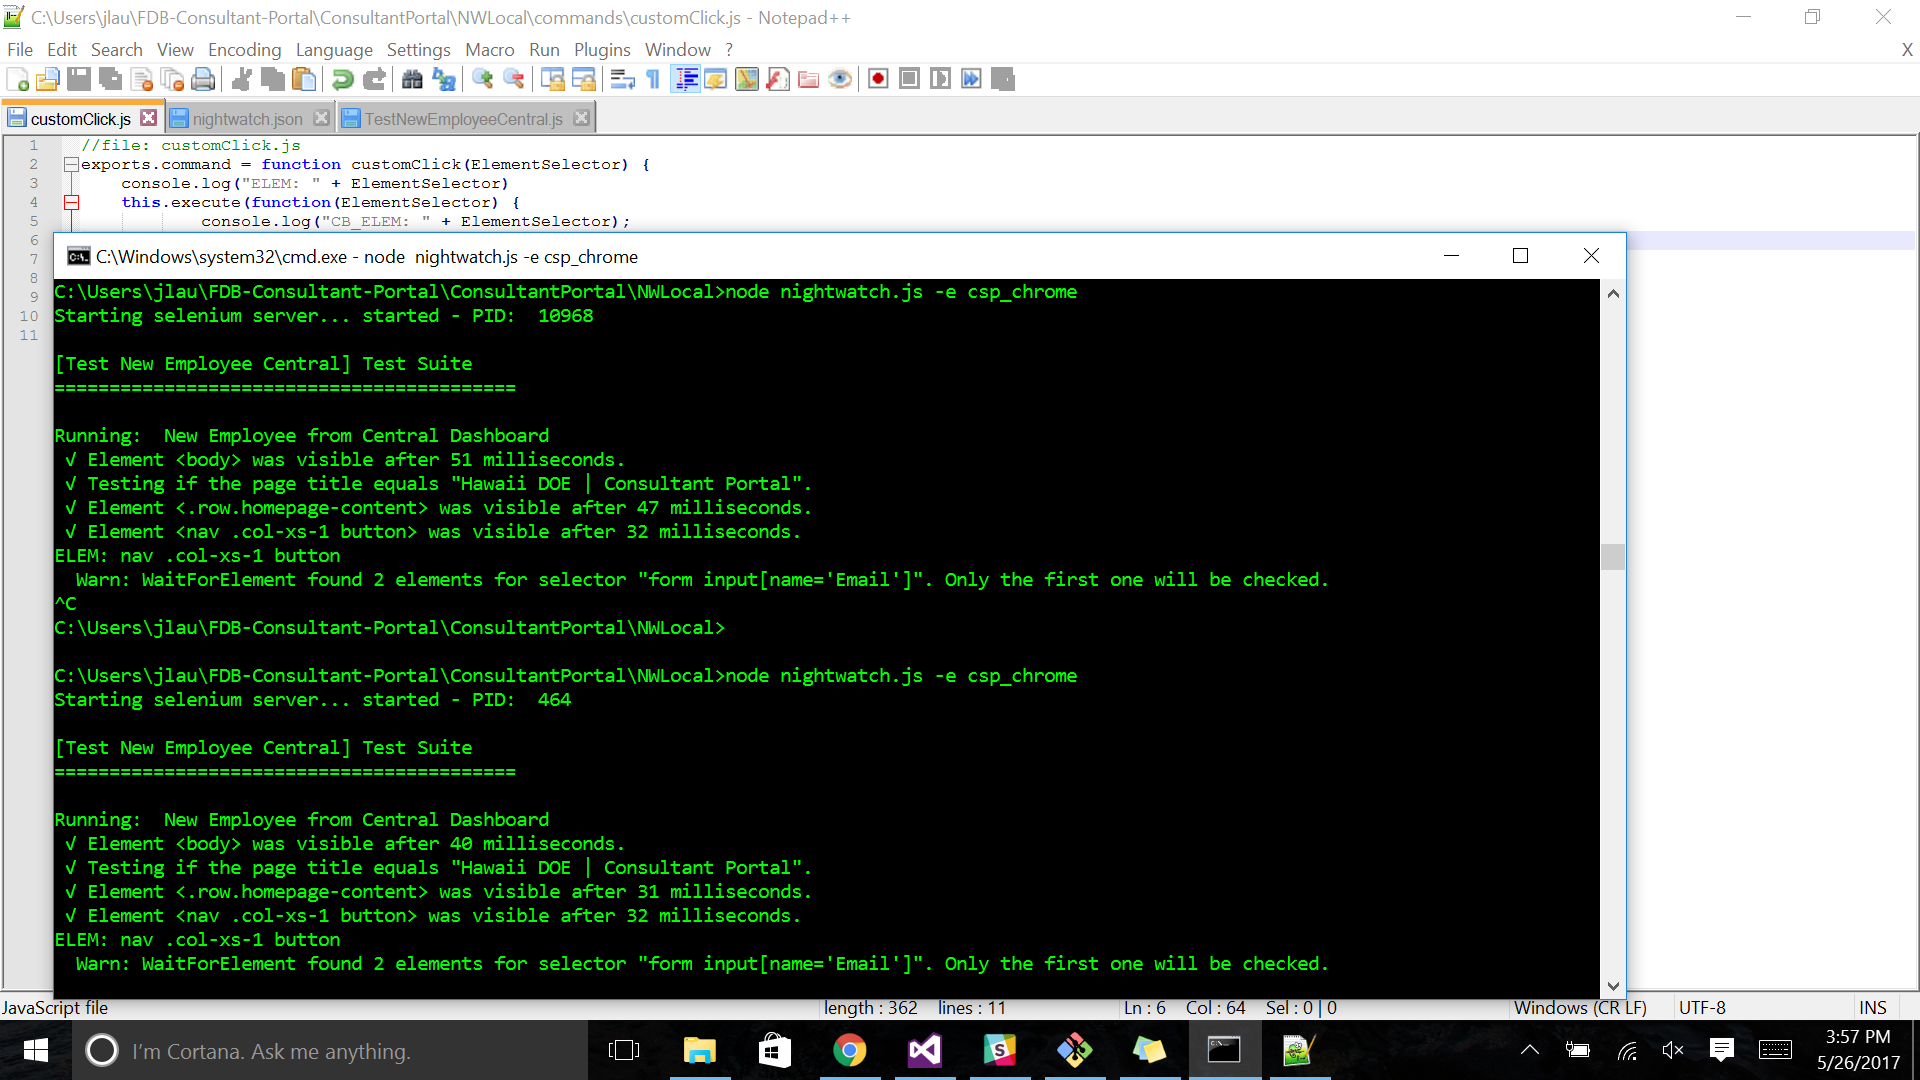 C:\Users\jlau\FDB-Consultant-Portal\ConsultantPortal\NWLocal\commands\customClick.js - Notepad++
File Edit Search View Encoding Language Settings Macro Run Plugins Window ? X
customClick.js nightwatch.json TestNewEmployeeCentral.js
1 //file: customClick.js
2 exports.command = function customClick(ElementSelector) {
3 console.log("ELEM: " + ElementSelector)
4 this.execute(function(ElementSelector) {
5 console.log("CB_ELEM: " + ElementSelector);
6
7
8
9
10
11
C:\Windows\system32\cmd.exe - node  nightwatch.js -e csp_chrome
C:\Users\jlau\FDB-Consultant-Portal\ConsultantPortal\NWLocal>node nightwatch.js -e csp_chrome
Starting selenium server... started - PID:  10968
[Test New Employee Central] Test Suite
==========================================
Running:  New Employee from Central Dashboard
√ Element <body> was visible after 51 milliseconds.
√ Testing if the page title equals "Hawaii DOE | Consultant Portal".
√ Element <.row.homepage-content> was visible after 47 milliseconds.
√ Element <nav .col-xs-1 button> was visible after 32 milliseconds.
ELEM: nav .col-xs-1 button
Warn: WaitForElement found 2 elements for selector "form input[name='Email']". Only the first one will be checked.
^C
C:\Users\jlau\FDB-Consultant-Portal\ConsultantPortal\NWLocal>
C:\Users\jlau\FDB-Consultant-Portal\ConsultantPortal\NWLocal>node nightwatch.js -e csp_chrome
Starting selenium server... started - PID:  464
[Test New Employee Central] Test Suite
==========================================
Running:  New Employee from Central Dashboard
√ Element <body> was visible after 40 milliseconds.
√ Testing if the page title equals "Hawaii DOE | Consultant Portal".
√ Element <.row.homepage-content> was visible after 31 milliseconds.
√ Element <nav .col-xs-1 button> was visible after 32 milliseconds.
ELEM: nav .col-xs-1 button
Warn: WaitForElement found 2 elements for selector "form input[name='Email']". Only the first one will be checked.
JavaScript file length : 362 lines : 11 Ln : 6 Col : 64 Sel : 0 | 0 Windows (CR LF) UTF-8 INS
I'm Cortana. Ask me anything.
3:57 PM
5/26/2017